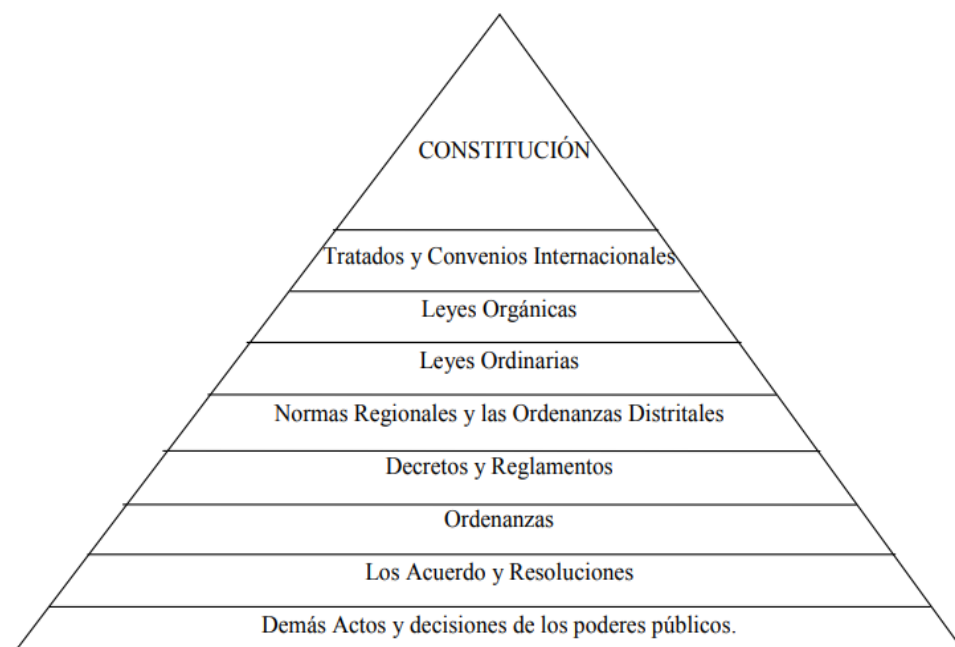 CONSTITUCIÓN
Tratados y Convenios Internacionales
Leyes Orgánicas
Leyes Ordinarias
Normas Regionales y las Ordenanzas Distritales
Decretos y Reglamentos
Ordenanzas
Los Acuerdo y Resoluciones
Demás Actos y decisiones de los poderes públicos.